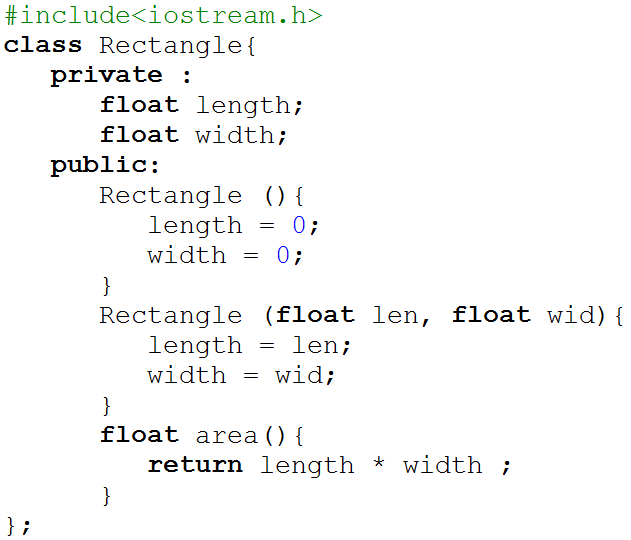 #include<iostream.h>
class Rectangle{
   private :
      float length;
      float width;
   public:
      Rectangle (){
         length = 0;
         width = 0;
      }
      Rectangle (float len, float wid){
         length = len;
         width = wid;
      }
      float area(){
         return length * width ;
      }
};